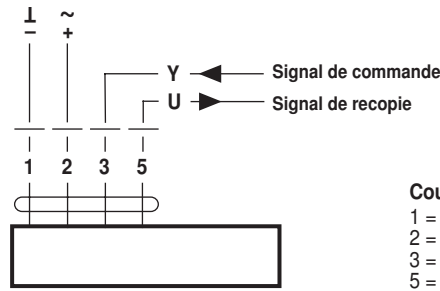 ⊥ ~
− +
Y Signal de commande
U Signal de recopie
1 2 3 5
Cou
1 =
2 =
3 =
5 =